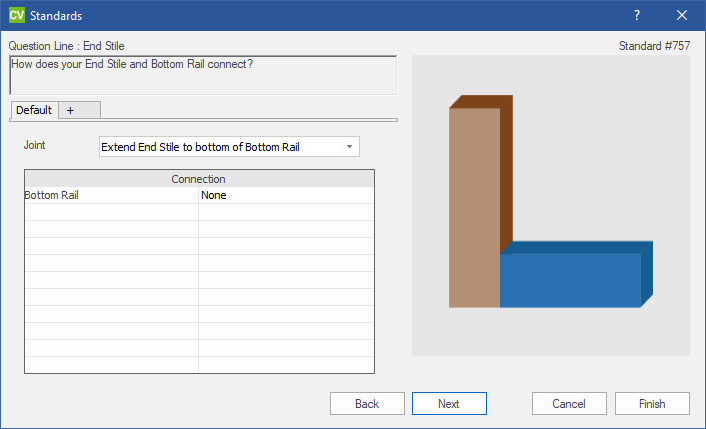 CV Standards ?
Question Line : End Stile
Standard #757
How does your End Stile and Bottom Rail connect?
Default +
Joint Extend End Stile to bottom of Bottom Rail
Connection
Bottom Rail None
Back Next Cancel Finish